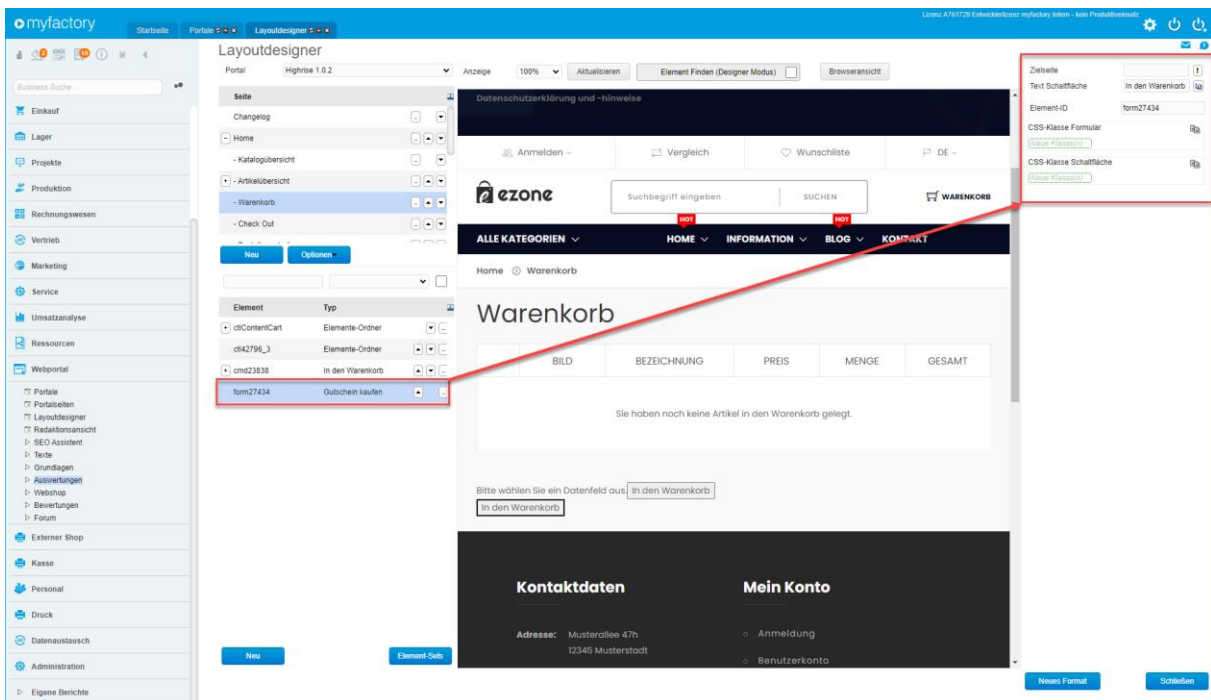 Lizenz A761729 Entwicklerlizenz myfactory Intern - kein Produktiveinsatz
myfactory
Startseite
Portale
Layoutdesigner
Business Suche
Einkauf
Lager
Projekte
Produktion
Rechnungswesen
Vertrieb
Marketing
Service
Umsatzanalyse
Ressourcen
Webportal
Portale
Portalseiten
Layoutdesigner
Redaktionsansicht
SEO Assistent
Texte
Grundlagen
Auswertungen
Webshop
Bewertungen
Forum
Externer Shop
Kasse
Personal
Druck
Datenaustausch
Administration
Eigene Berichte
Layoutdesigner
Portal Highrise 1.0.2
Anzeige 100% Aktualisieren Element Finden (Designer Modus) Browseransicht
Seite
Changelog
- Home
- Katalogübersicht
+ - Artikelübersicht
- Warenkorb
- Check Out
Neu Optionen
Element Typ
+ ctlContentCart Elemente-Ordner
ctl42796_3 Elemente-Ordner
+ cmd23838 In den Warenkorb
form27434 Gutschein kaufen
Neu Element-Sets
Datenschutzerklärung und -hinweise
Anmelden Vergleich Wunschliste DE
ezone
Suchbegriff eingeben SUCHEN
WARENKORB
HOT HOT
ALLE KATEGORIEN HOME INFORMATION BLOG KONTAKT
Home Warenkorb
Warenkorb
BILD BEZEICHNUNG PREIS MENGE GESAMT
Sie haben noch keine Artikel in den Warenkorb gelegt.
Bitte wählen Sie ein Datenfeld aus. In den Warenkorb
In den Warenkorb
Kontaktdaten Mein Konto
Adresse: Musterallee 47h
12345 Musterstadt
Anmeldung
Benutzerkonto
Zielseite
Text Schaltfläche In den Warenkorb
Element-ID form27434
CSS-Klasse Formular
(Neue Klasse(n))
CSS-Klasse Schaltfläche
(Neue Klasse(n))
Neues Format Schließen